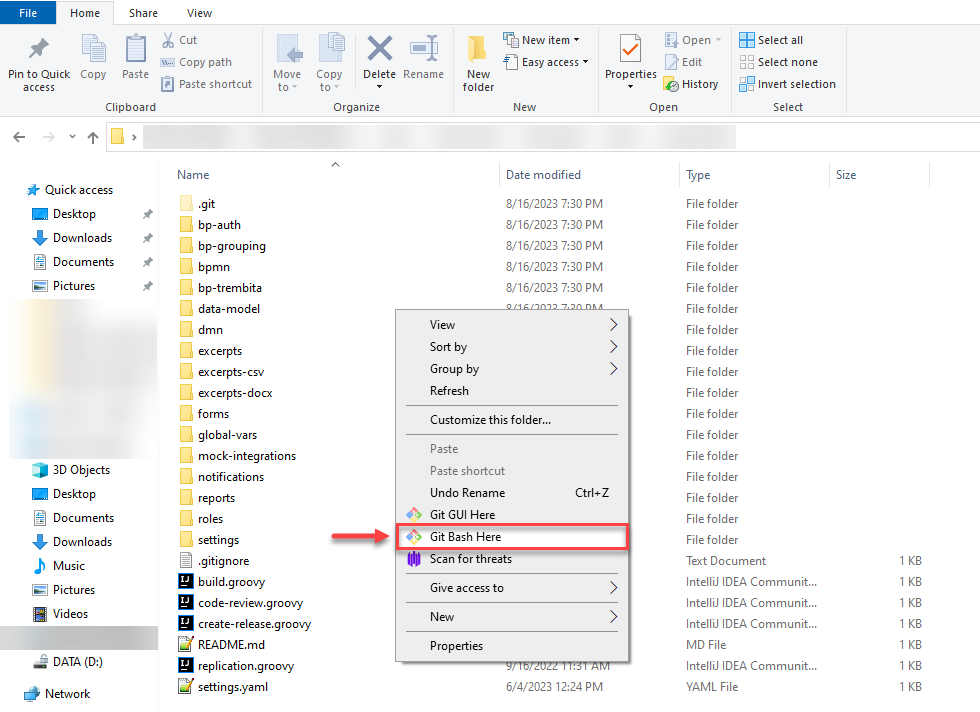 File Home Share View
Pin to Quick access
Copy
Paste
Cut
Copy path
Paste shortcut
Clipboard
Move to
Copy to
Delete
Rename
Organize
New folder
New item
Easy access
New
Properties
Open
Edit
History
Open
Select all
Select none
Invert selection
Select
Quick access
Desktop
Downloads
Documents
Pictures
3D Objects
Desktop
Documents
Downloads
Music
Pictures
Videos
DATA (D:)
Network
Name Date modified Type Size
.git 8/16/2023 7:30 PM File folder
bp-auth 8/16/2023 7:30 PM File folder
bp-grouping 8/16/2023 7:30 PM File folder
bpmn 8/16/2023 7:30 PM File folder
bp-trembita 8/16/2023 7:30 PM File folder
data-model 8/16/2023 7:30 PM File folder
dmn File folder
excerpts File folder
excerpts-csv File folder
excerpts-docx File folder
forms File folder
global-vars File folder
mock-integrations File folder
notifications File folder
reports File folder
roles File folder
settings File folder
.gitignore Text Document 1 KB
build.groovy IntelliJ IDEA Communit... 1 KB
code-review.groovy IntelliJ IDEA Communit... 1 KB
create-release.groovy IntelliJ IDEA Communit... 1 KB
README.md MD File 1 KB
replication.groovy 9/16/2022 11:31 AM IntelliJ IDEA Communit... 1 KB
settings.yaml 6/4/2023 12:24 PM YAML File 1 KB
View
Sort by
Group by
Refresh
Customize this folder...
Paste
Paste shortcut
Undo Rename Ctrl+Z
Git GUI Here
Git Bash Here
Scan for threats
Give access to
New
Properties